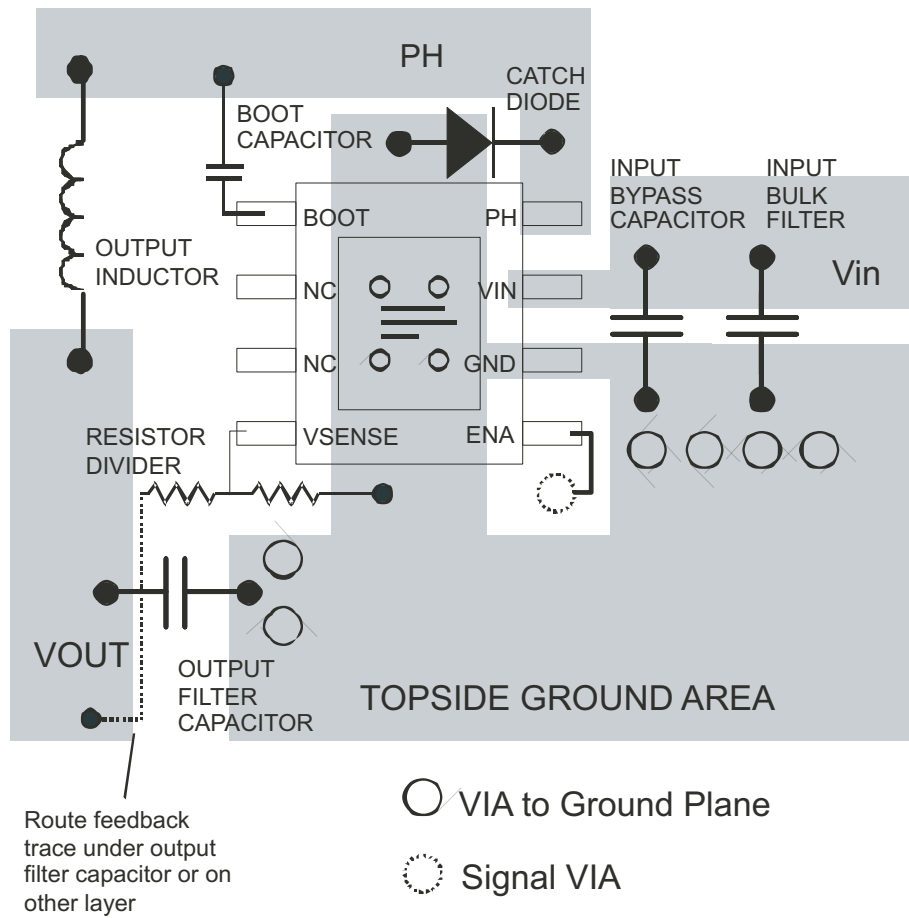 PH
CATCH
DIODE
BOOT
CAPACITOR
INPUT
BYPASS
CAPACITOR
INPUT
BULK
FILTER
BOOT
PH
OUTPUT
INDUCTOR
Vin
NC
VIN
NC
GND
RESISTOR
DIVIDER
VSENSE
ENA
VOUT
OUTPUT
FILTER
CAPACITOR
TOPSIDE GROUND AREA
VIA to Ground Plane
Route feedback
trace under output
filter capacitor or on
other layer
Signal VIA